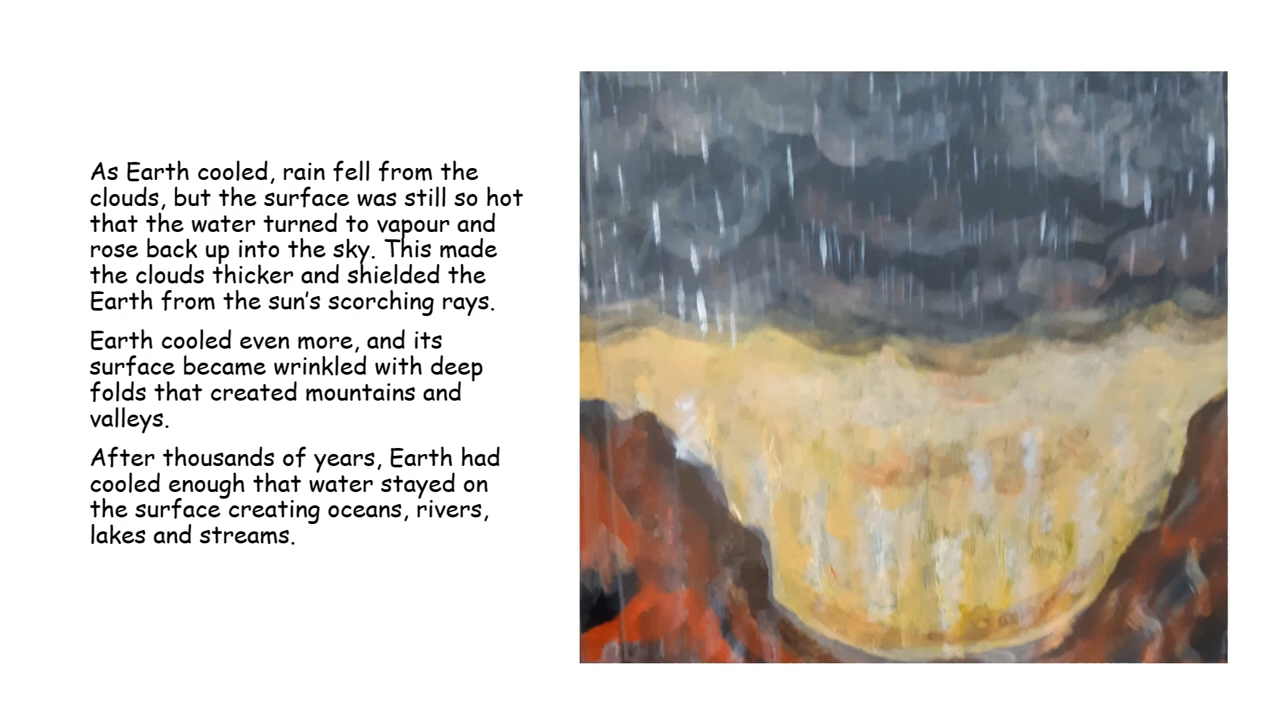 As Earth cooled, rain fell from the
clouds, but the surface was still so hot
that the water turned to vapour and
rose back up into the sky. This made
the clouds thicker and shielded the
Earth from the sun’s scorching rays.
Earth cooled even more, and its
surface became wrinkled with deep
folds that created mountains and
valleys.
After thousands of years, Earth had
cooled enough that water stayed on
the surface creating oceans, rivers,
lakes and streams.